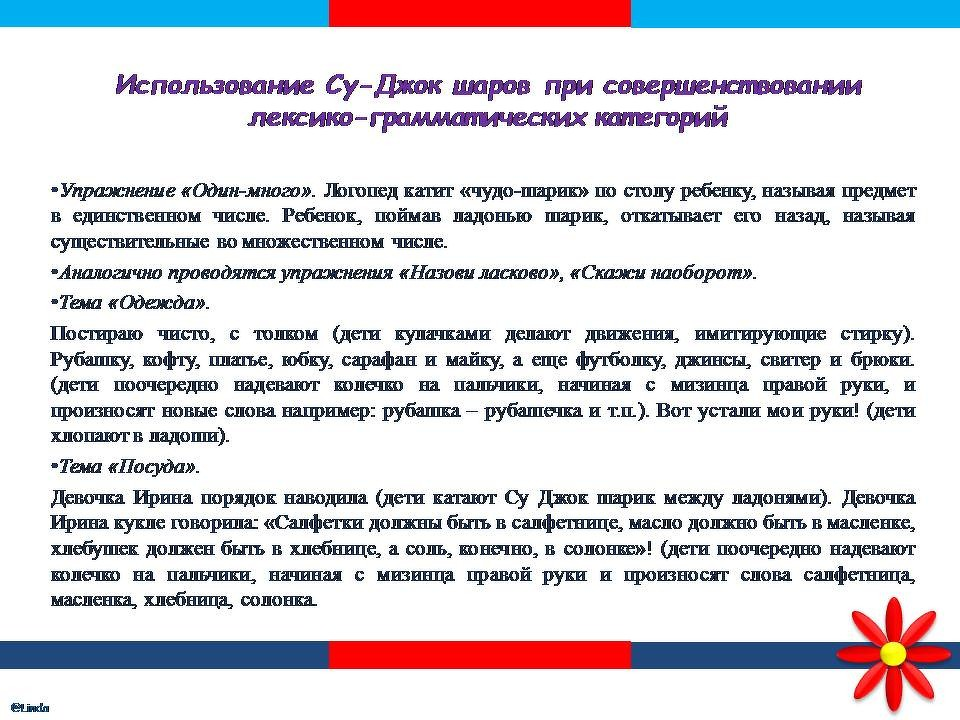 Использование Су-Джок шаров при совершенствовании
лексико-грамматических категорий
•Упражнение «Один-много». Логопед катит «чудо-шарик» по столу ребенку, называя предмет
в единственном числе. Ребенок, поймав ладонью шарик, откатывает его назад, называя
существительные во множественном числе.
•Аналогично проводятся упражнения «Назови ласково», «Скажи наоборот».
•Тема «Одежда».
Постираю чисто, с толком (дети кулачками делают движения, имитирующие стирку).
Рубашку, кофту, платье, юбку, сарафан и майку, а еще футболку, джинсы, свитер и брюки.
(дети поочередно надевают колечко на пальчики, начиная с мизинца правой руки, и
произносят новые слова например: рубашка – рубашечка и т.п.). Вот устали мои руки! (дети
хлопают в ладоши).
•Тема «Посуда».
Девочка Ирина порядок наводила (дети катают Су Джок шарик между ладонями). Девочка
Ирина кукле говорила: «Салфетки должны быть в салфетнице, масло должно быть в масленке,
хлебушек должен быть в хлебнице, а соль, конечно, в солонке»! (дети поочередно надевают
колечко на пальчики, начиная с мизинца правой руки и произносят слова салфетница,
масленка, хлебница, солонка.
©Linda